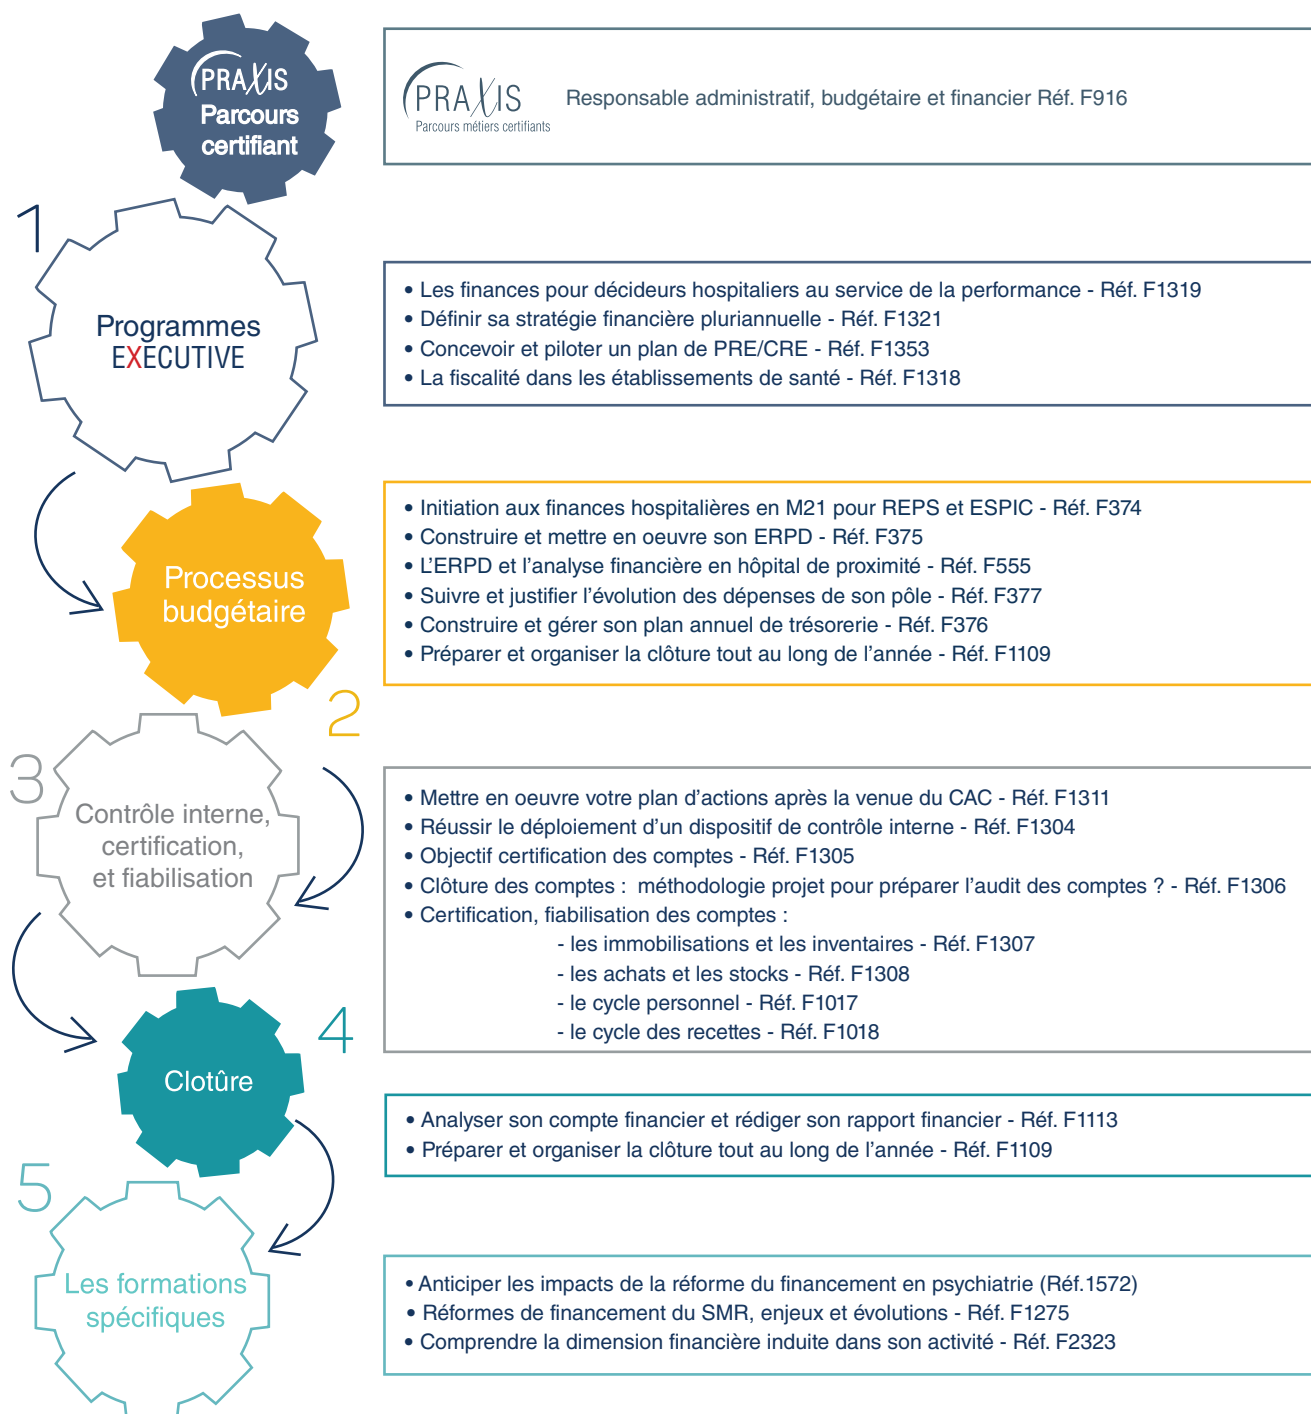 PRAXIS
Parcours
certifiant
PRAXIS
Parcours métiers certifiants
Responsable administratif, budgétaire et financier Réf. F916
1
Programmes
EXECUTIVE
• Les finances pour décideurs hospitaliers au service de la performance - Réf. F1319
• Définir sa stratégie financière pluriannuelle - Réf. F1321
• Concevoir et piloter un plan de PRE/CRE - Réf. F1353
• La fiscalité dans les établissements de santé - Réf. F1318
Processus
budgétaire
2
• Initiation aux finances hospitalières en M21 pour REPS et ESPIC - Réf. F374
• Construire et mettre en oeuvre son ERPD - Réf. F375
• L’ERPD et l’analyse financière en hôpital de proximité - Réf. F555
• Suivre et justifier l’évolution des dépenses de son pôle - Réf. F377
• Construire et gérer son plan annuel de trésorerie - Réf. F376
• Préparer et organiser la clôture tout au long de l’année - Réf. F1109
3
Contrôle interne,
certification,
et fiabilisation
• Mettre en oeuvre votre plan d’actions après la venue du CAC - Réf. F1311
• Réussir le déploiement d’un dispositif de contrôle interne - Réf. F1304
• Objectif certification des comptes - Réf. F1305
• Clôture des comptes : méthodologie projet pour préparer l’audit des comptes ? - Réf. F1306
• Certification, fiabilisation des comptes :
- les immobilisations et les inventaires - Réf. F1307
- les achats et les stocks - Réf. F1308
- le cycle personnel - Réf. F1017
- le cycle des recettes - Réf. F1018
4
Clotûre
• Analyser son compte financier et rédiger son rapport financier - Réf. F1113
• Préparer et organiser la clôture tout au long de l’année - Réf. F1109
5
Les formations
spécifiques
• Anticiper les impacts de la réforme du financement en psychiatrie (Réf.1572)
• Réformes de financement du SMR, enjeux et évolutions - Réf. F1275
• Comprendre la dimension financière induite dans son activité - Réf. F2323